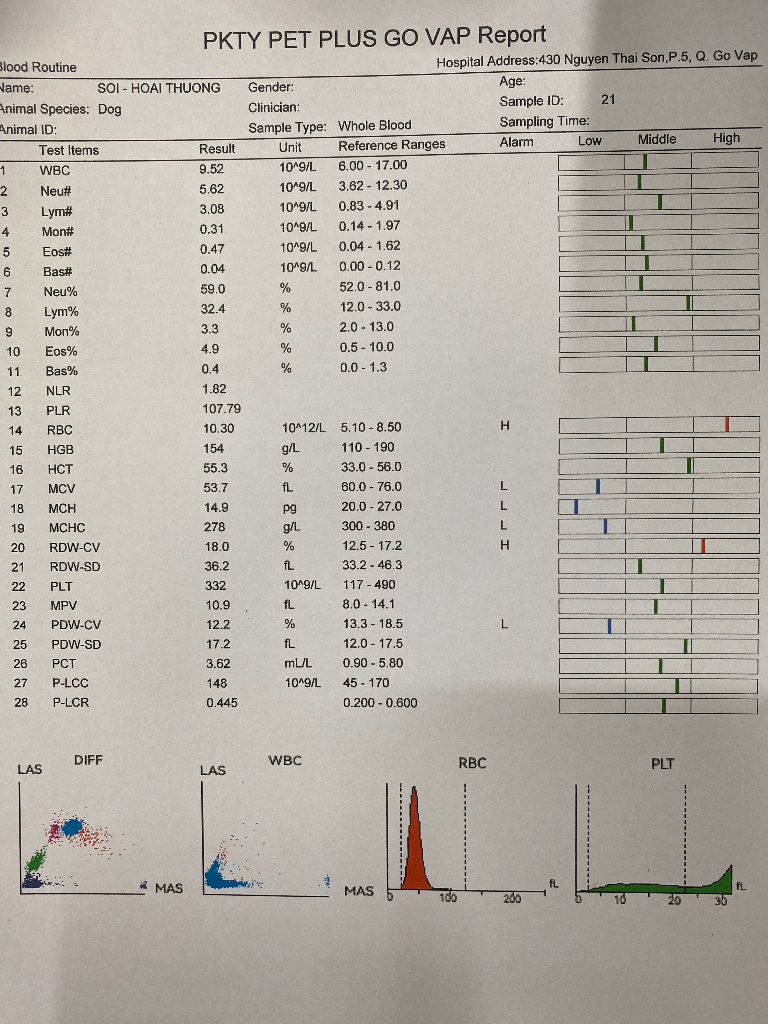 PKTY PET PLUS GO VAP Report
Blood Routine Hospital Address:430 Nguyen Thai Son,P.5, Q. Go Vap
Name: SOI - HOAI THUONG Gender: Age:
Animal Species: Dog Clinician: Sample ID: 21
Animal ID: Sample Type: Whole Blood Sampling Time:
Test Items Result Unit Reference Ranges Alarm Low Middle High
1 WBC 9.52 10^9/L 6.00 - 17.00
2 Neu# 5.62 10^9/L 3.62 - 12.30
3 Lym# 3.08 10^9/L 0.83 - 4.91
4 Mon# 0.31 10^9/L 0.14 - 1.97
5 Eos# 0.47 10^9/L 0.04 - 1.62
6 Bas# 0.04 10^9/L 0.00 - 0.12
7 Neu% 59.0 % 52.0 - 81.0
8 Lym% 32.4 % 12.0 - 33.0
9 Mon% 3.3 % 2.0 - 13.0
10 Eos% 4.9 % 0.5 - 10.0
11 Bas% 0.4 % 0.0 - 1.3
12 NLR 1.82
13 PLR 107.79
14 RBC 10.30 10^12/L 5.10 - 8.50 H
15 HGB 154 g/L 110 - 190
16 HCT 55.3 % 33.0 - 56.0
17 MCV 53.7 fL 60.0 - 76.0 L
18 MCH 14.9 pg 20.0 - 27.0 L
19 MCHC 278 g/L 300 - 380 L
20 RDW-CV 18.0 % 12.5 - 17.2 H
21 RDW-SD 36.2 fL 33.2 - 46.3
22 PLT 332 10^9/L 117 - 490
23 MPV 10.9 fL 8.0 - 14.1
24 PDW-CV 12.2 % 13.3 - 18.5 L
25 PDW-SD 17.2 fL 12.0 - 17.5
26 PCT 3.62 mL/L 0.90 - 5.80
27 P-LCC 148 10^9/L 45 - 170
28 P-LCR 0.445 0.200 - 0.600
DIFF WBC RBC PLT
LAS LAS
MAS MAS fL fL
0 100 200 0 10 20 30